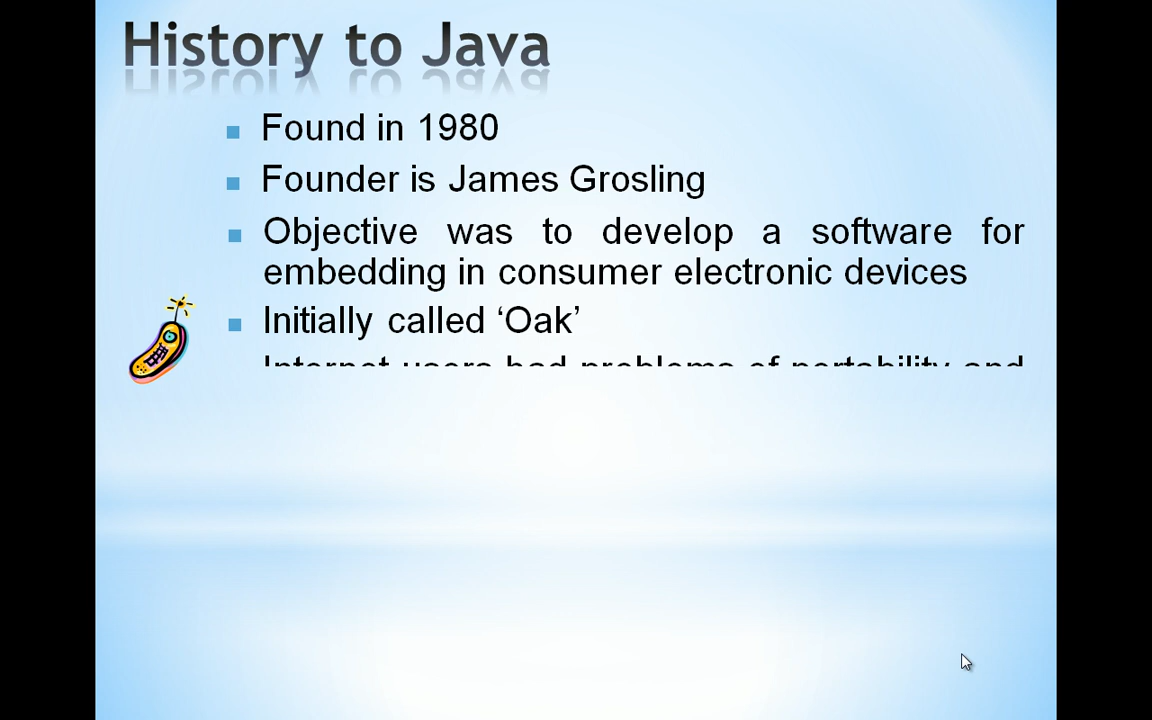 History to Java
Found in 1980
Founder is James Grosling
Objective was to develop a software for
embedding in consumer electronic devices
Initially called ‘Oak’
Internet users had problems of portability and